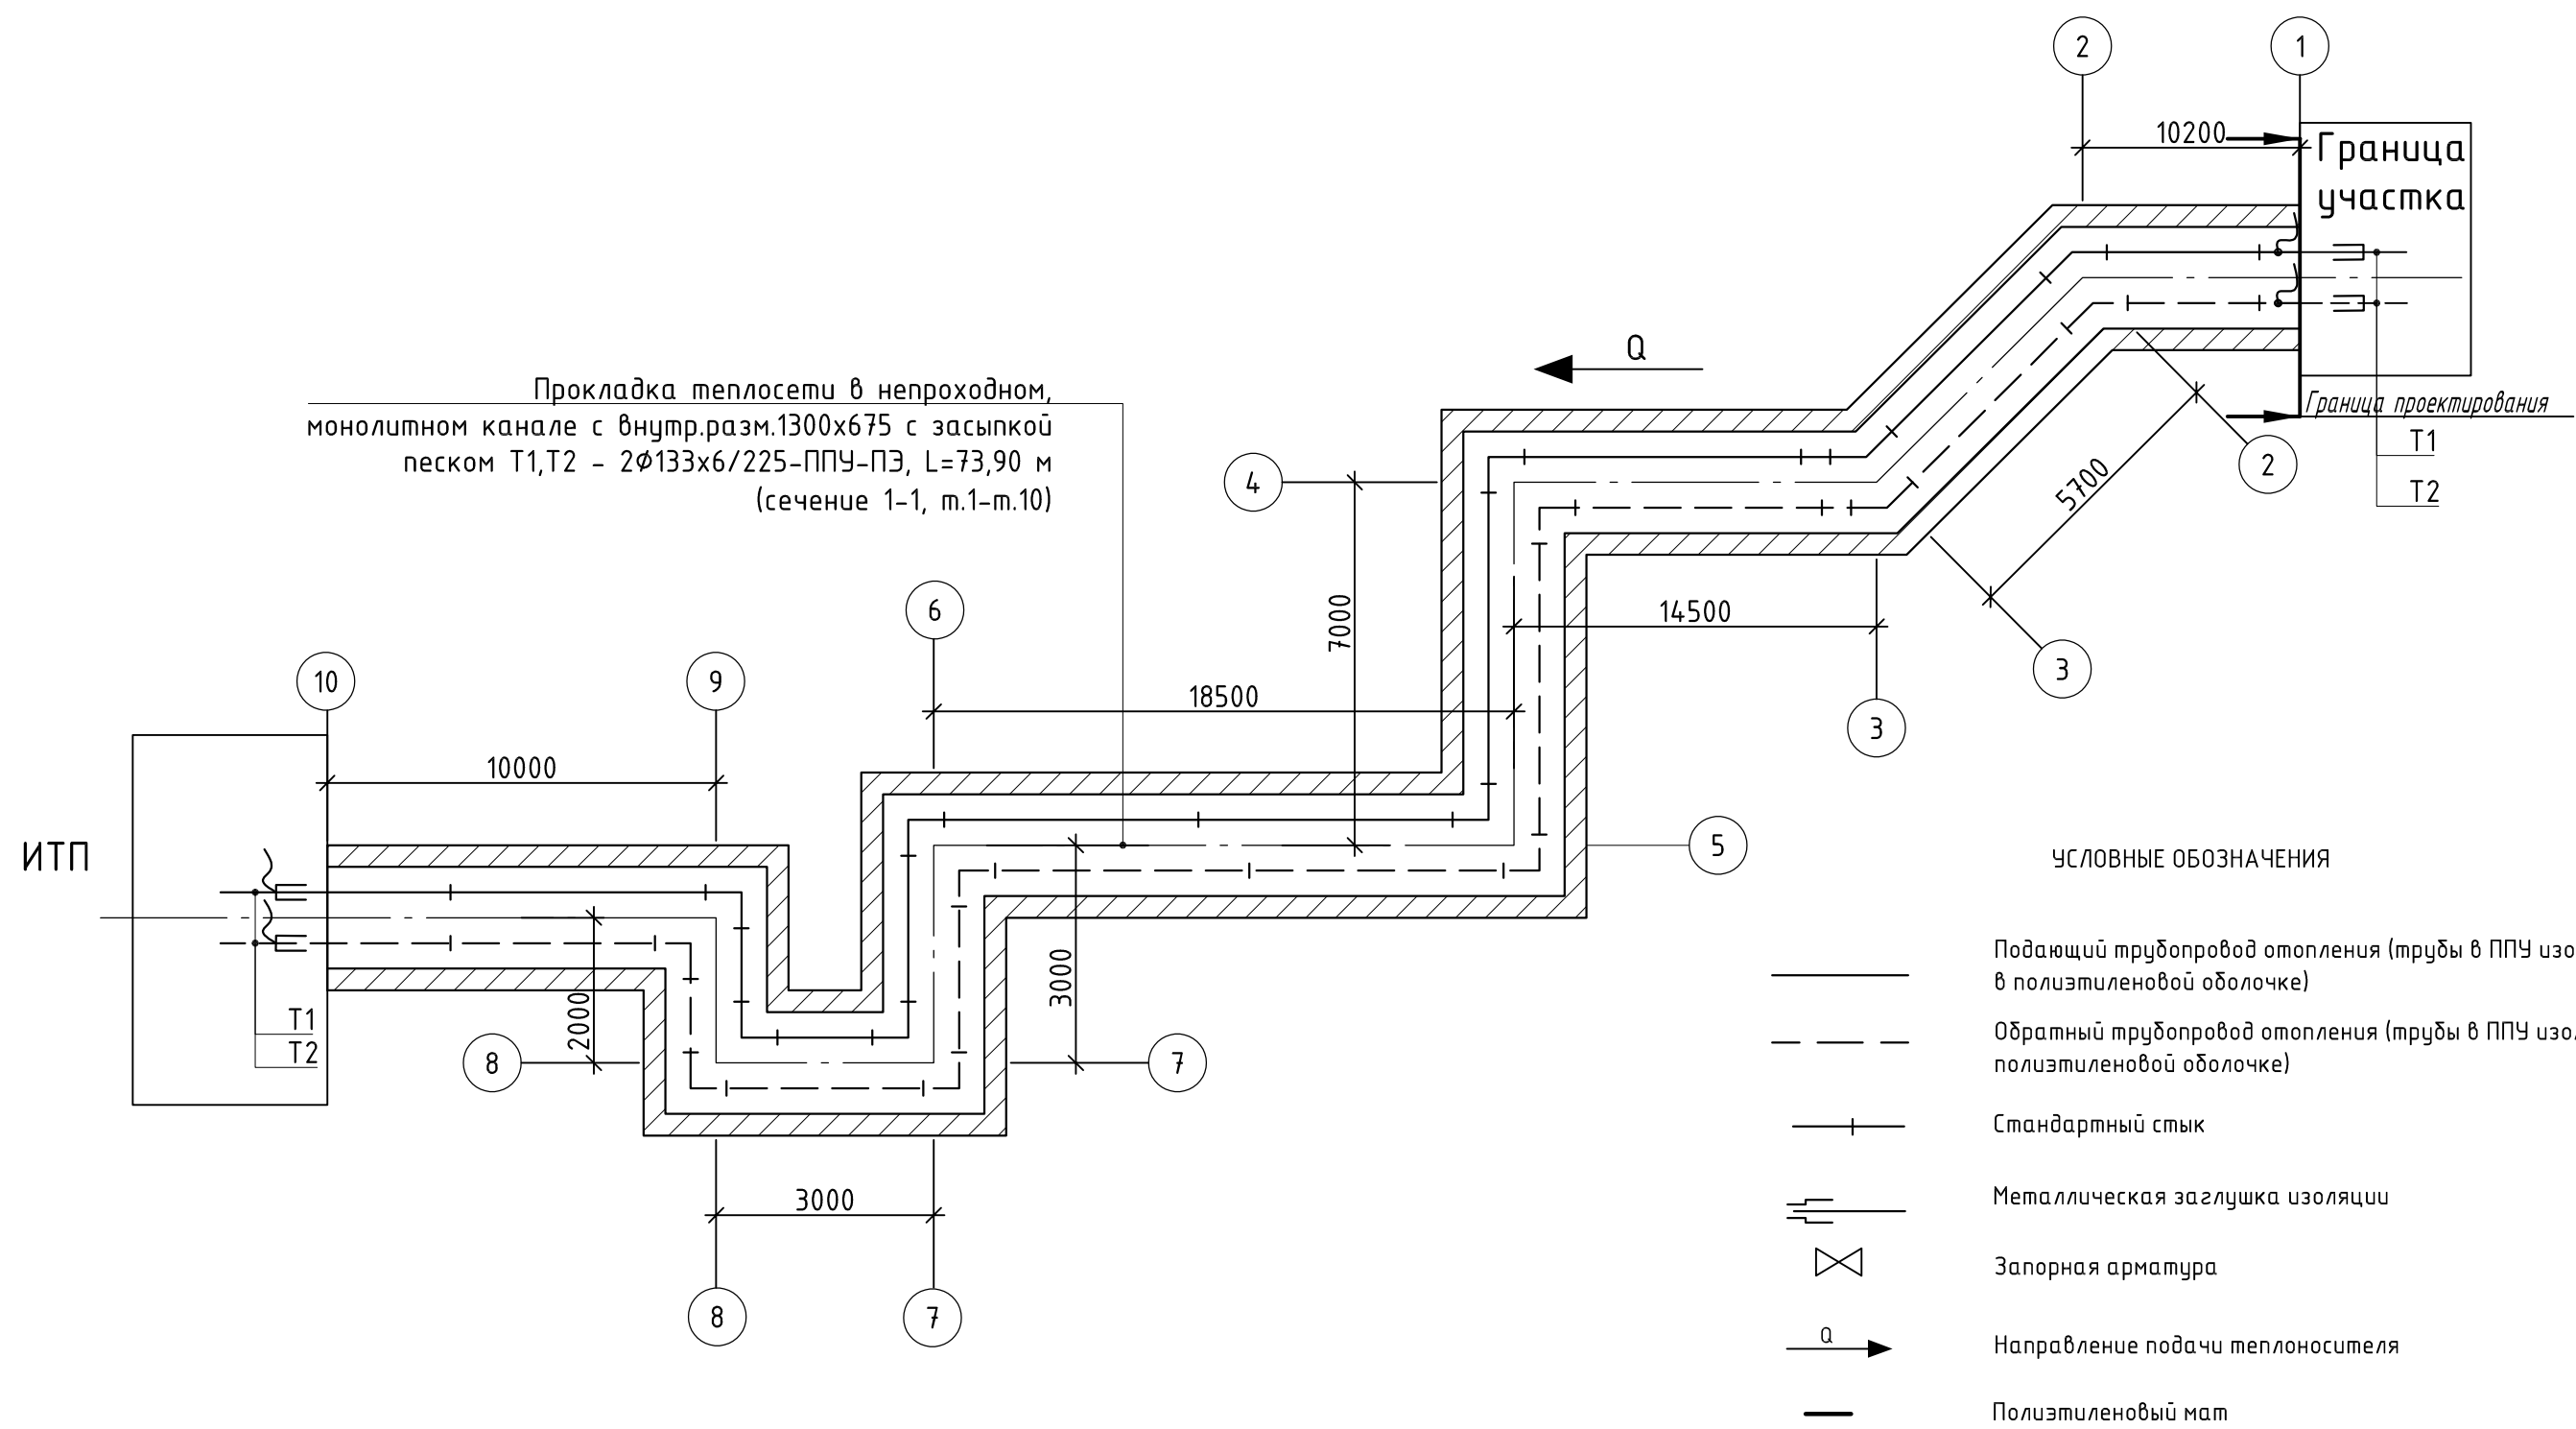 2
1
10200
Граница
участка
Q
Прокладка теплосети в непроходном,
монолитном канале с внутр.разм.1300х675 с засыпкой
песком Т1,Т2 - 2Ø133х6/225-ППУ-ПЭ, L=73,90 м
(сечение 1-1, т.1-т.10)
Граница проектирования
Т1
Т2
2
5700
4
7000
6
14500
3
10
9
18500
3
10000
5
ИТП
3000
2000
Т1
Т2
8
7
3000
8
7
УСЛОВНЫЕ ОБОЗНАЧЕНИЯ
Подающий трубопровод отопления (трубы в ППУ
в полиэтиленовой оболочке)
Обратный трубопровод отопления (трубы в ППУ
полиэтиленовой оболочке)
Стандартный стык
Металлическая заглушка изоляции
Запорная арматура
Q
Направление подачи теплоносителя
Полиэтиленовый мат